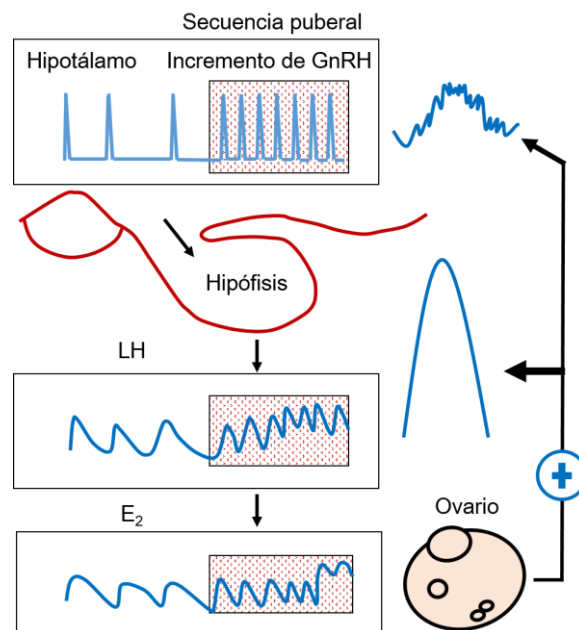 Secuencia puberal
Hipotálamo
Incremento de GnRH
Hipófisis
LH
E₂
Ovario
+